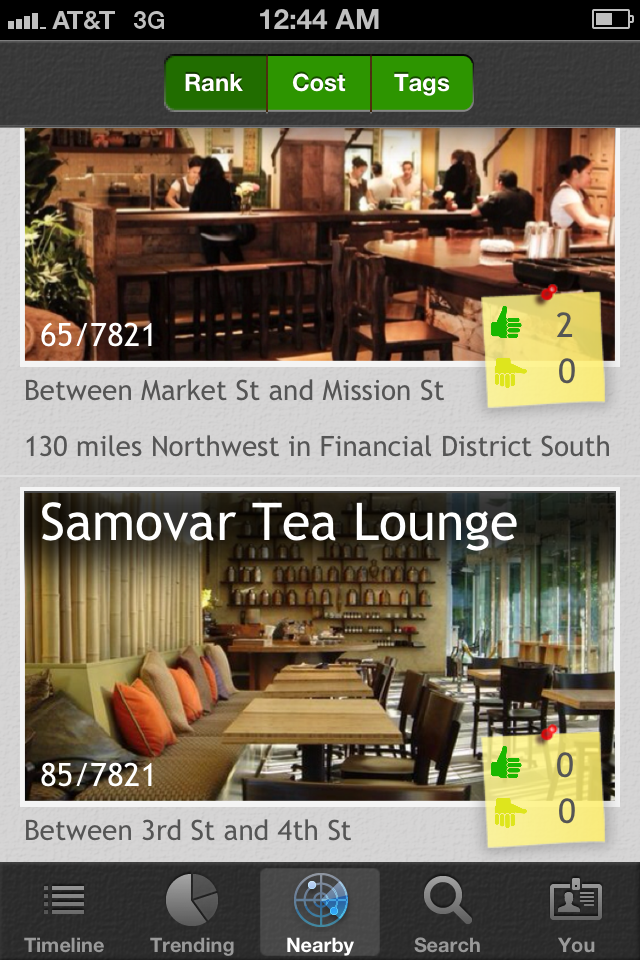 AT&T 3G 12:44 AM
Rank Cost Tags
65/7821
2
0
Between Market St and Mission St
130 miles Northwest in Financial District South
Samovar Tea Lounge
85/7821
0
0
Between 3rd St and 4th St
Timeline Trending Nearby Search You